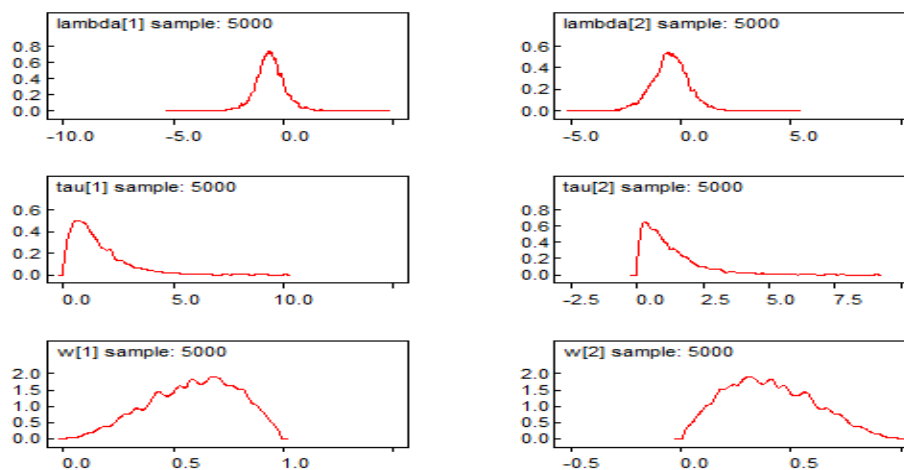 lambda[1] sample: 5000
0.8
0.6
0.4
0.2
0.0
-10.0 -5.0 0.0
lambda[2] sample: 5000
0.6
0.4
0.2
0.0
-5.0 0.0 5.0
tau[1] sample: 5000
0.6
0.4
0.2
0.0
0.0 5.0 10.0
tau[2] sample: 5000
0.8
0.6
0.4
0.2
0.0
-2.5 0.0 2.5 5.0 7.5
w[1] sample: 5000
2.0
1.5
1.0
0.5
0.0
0.0 0.5 1.0
w[2] sample: 5000
2.0
1.5
1.0
0.5
0.0
-0.5 0.0 0.5